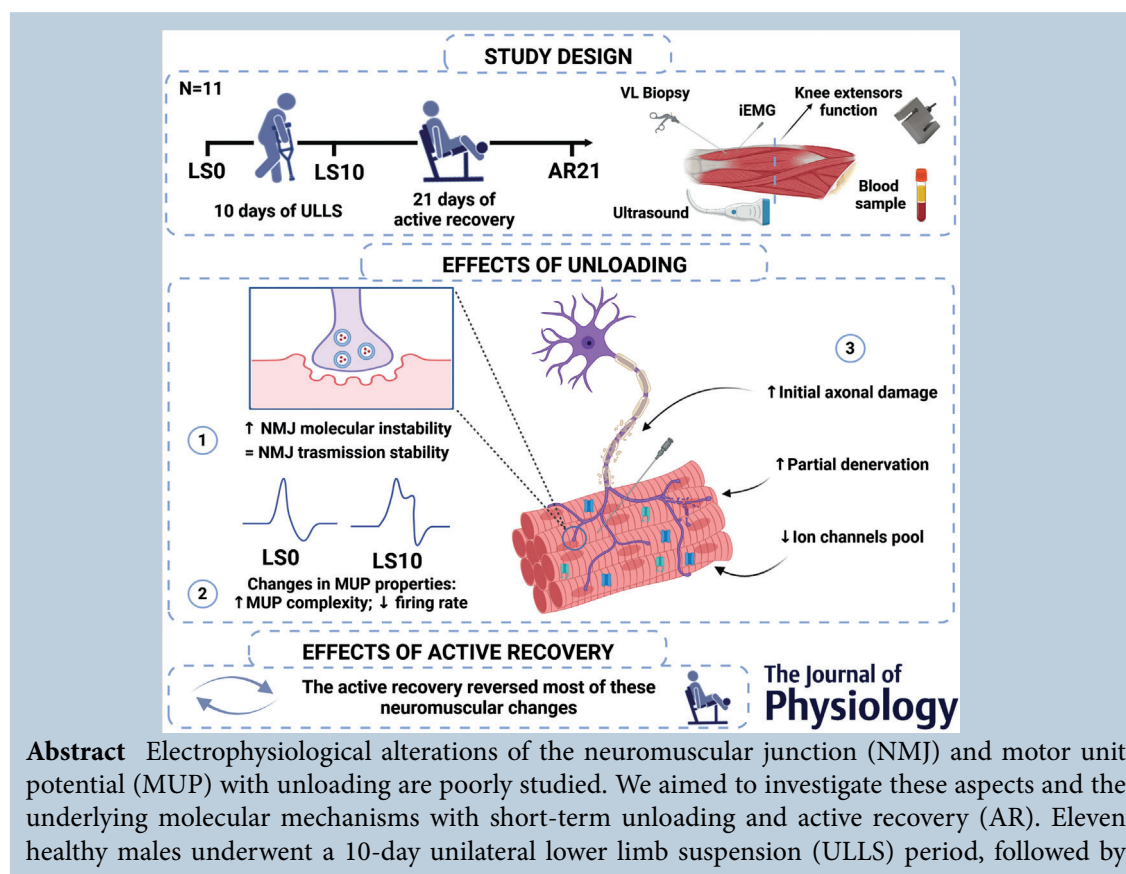 STUDY DESIGN
N=11
LS0
LS10
AR21
10 days of ULLS
21 days of
active recovery
VL Biopsy
iEMG
Knee extensors
function
Ultrasound
Blood
sample
EFFECTS OF UNLOADING
1
↑ NMJ molecular instability
= NMJ trasmission stability
LS0
LS10
2
Changes in MUP properties:
↑MUP complexity; ↓ firing rate
3
↑Initial axonal damage
↑Partial denervation
↓Ion channels pool
EFFECTS OF ACTIVE RECOVERY
The active recovery reversed most of these
neuromuscular changes
The Journal of
Physiology
Abstract Electrophysiological alterations of the neuromuscular junction (NMJ) and motor unit
potential (MUP) with unloading are poorly studied. We aimed to investigate these aspects and the
underlying molecular mechanisms with short-term unloading and active recovery (AR). Eleven
healthy males underwent a 10-day unilateral lower limb suspension (ULLS) period, followed by